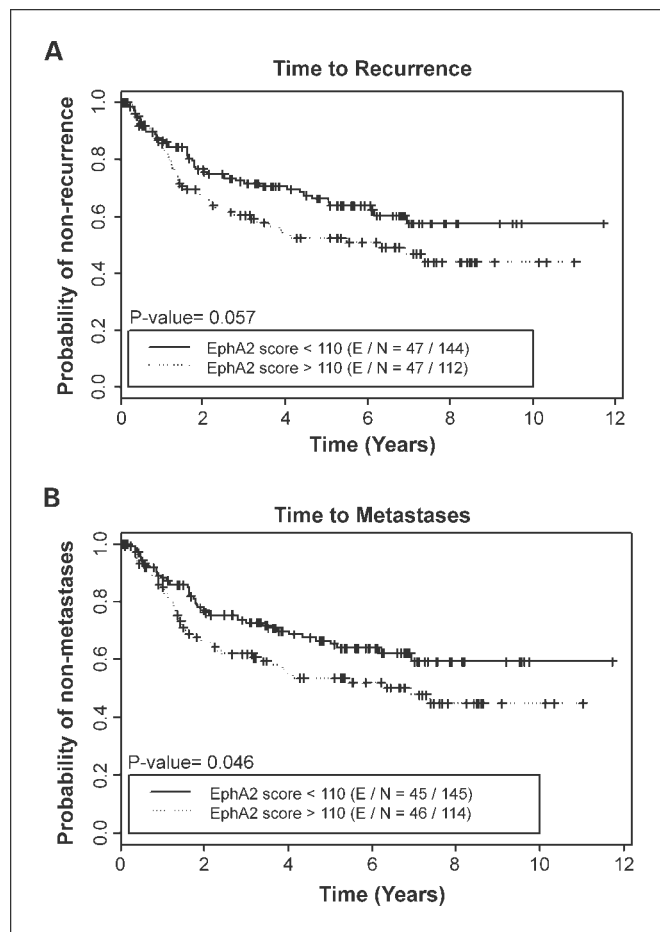 A
Time to Recurrence
Probability of non-recurrence
1.0
0.8
0.6
0.4
0.2
0.0
P-value= 0.057
EphA2 score < 110 (E / N = 47 / 144)
EphA2 score > 110 (E / N = 47 / 112)
0 2 4 6 8 10 12
Time (Years)
B
Time to Metastases
Probability of non-metastases
1.0
0.8
0.6
0.4
0.2
0.0
P-value= 0.046
EphA2 score < 110 (E / N = 45 / 145)
EphA2 score > 110 (E / N = 46 / 114)
0 2 4 6 8 10 12
Time (Years)